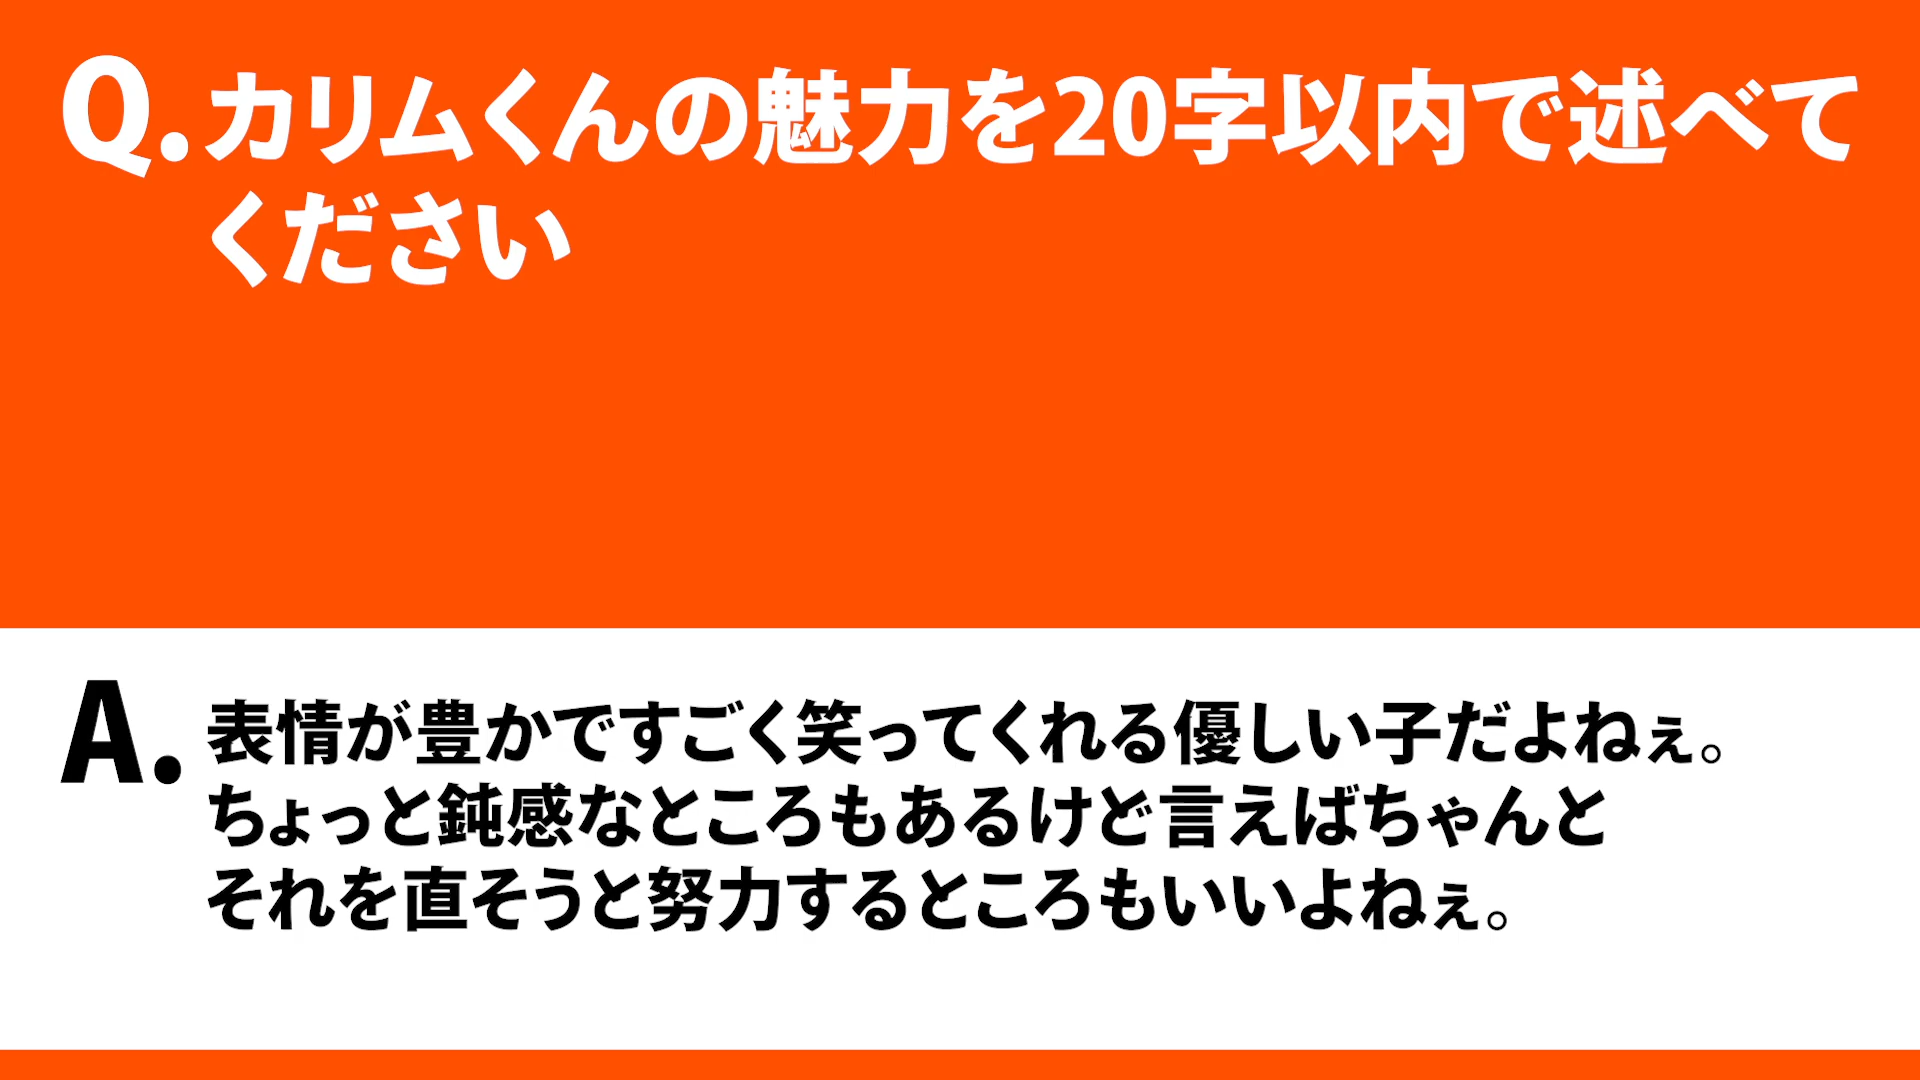 Q.カリムくんの魅力を20字以内で述べて
ください
A.表情が豊かですごく笑ってくれる優しい子だよねぇ。
ちょっと鈍感なところもあるけど言えばちゃんと
それを直そうと努力するところもいいよねぇ。